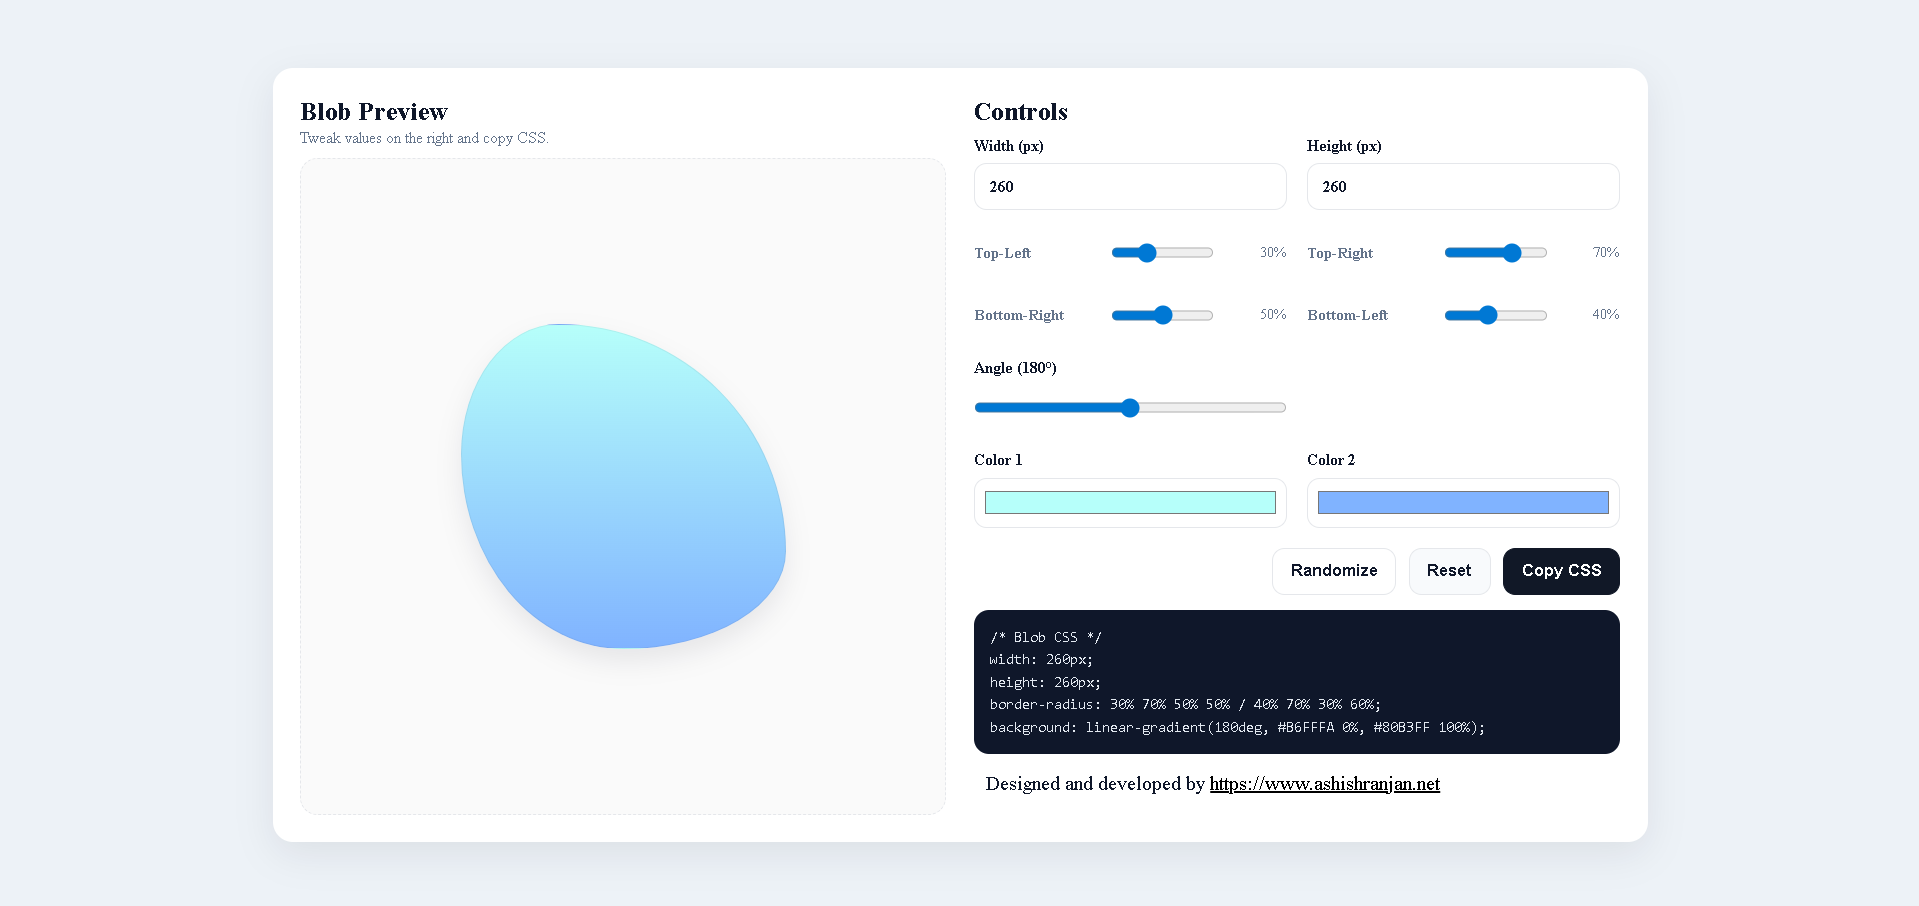 Blob Preview
Tweak values on the right and copy CSS.
Controls
Width (px)
Height (px)
260
260
Top-Left
30%
Top-Right
70%
Bottom-Right
50%
Bottom-Left
40%
Angle (180°)
Color 1
Color 2
Randomize
Reset
Copy CSS
/* Blob CSS */
width: 260px;
height: 260px;
border-radius: 30% 70% 50% 50% / 40% 70% 30% 60%;
background: linear-gradient(180deg, #B6FFFA 0%, #80B3FF 100%);
Designed and developed by https://www.ashishranjan.net